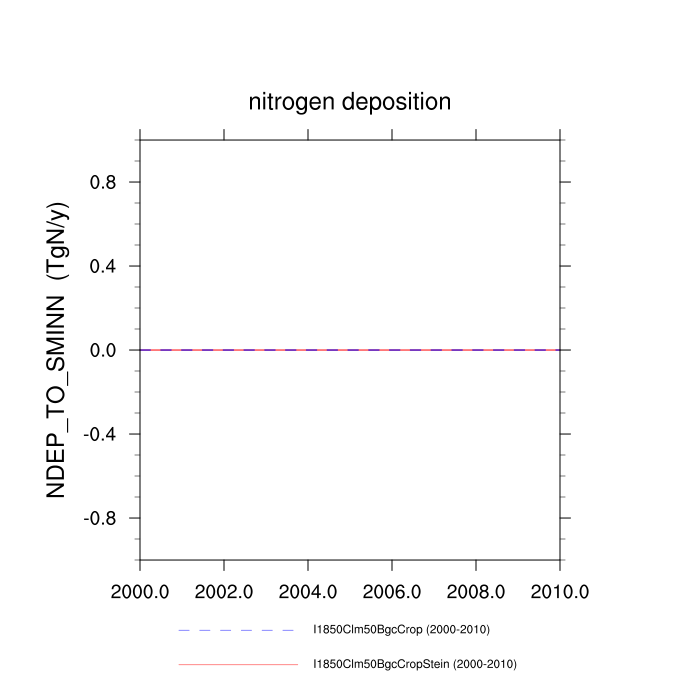 nitrogen deposition
NDEP_TO_SMINN (TgN/y)
0.8
0.4
0.0
-0.4
-0.8
2000.0 2002.0 2004.0 2006.0 2008.0 2010.0
I1850Clm50BgcCrop (2000-2010)
I1850Clm50BgcCropStein (2000-2010)